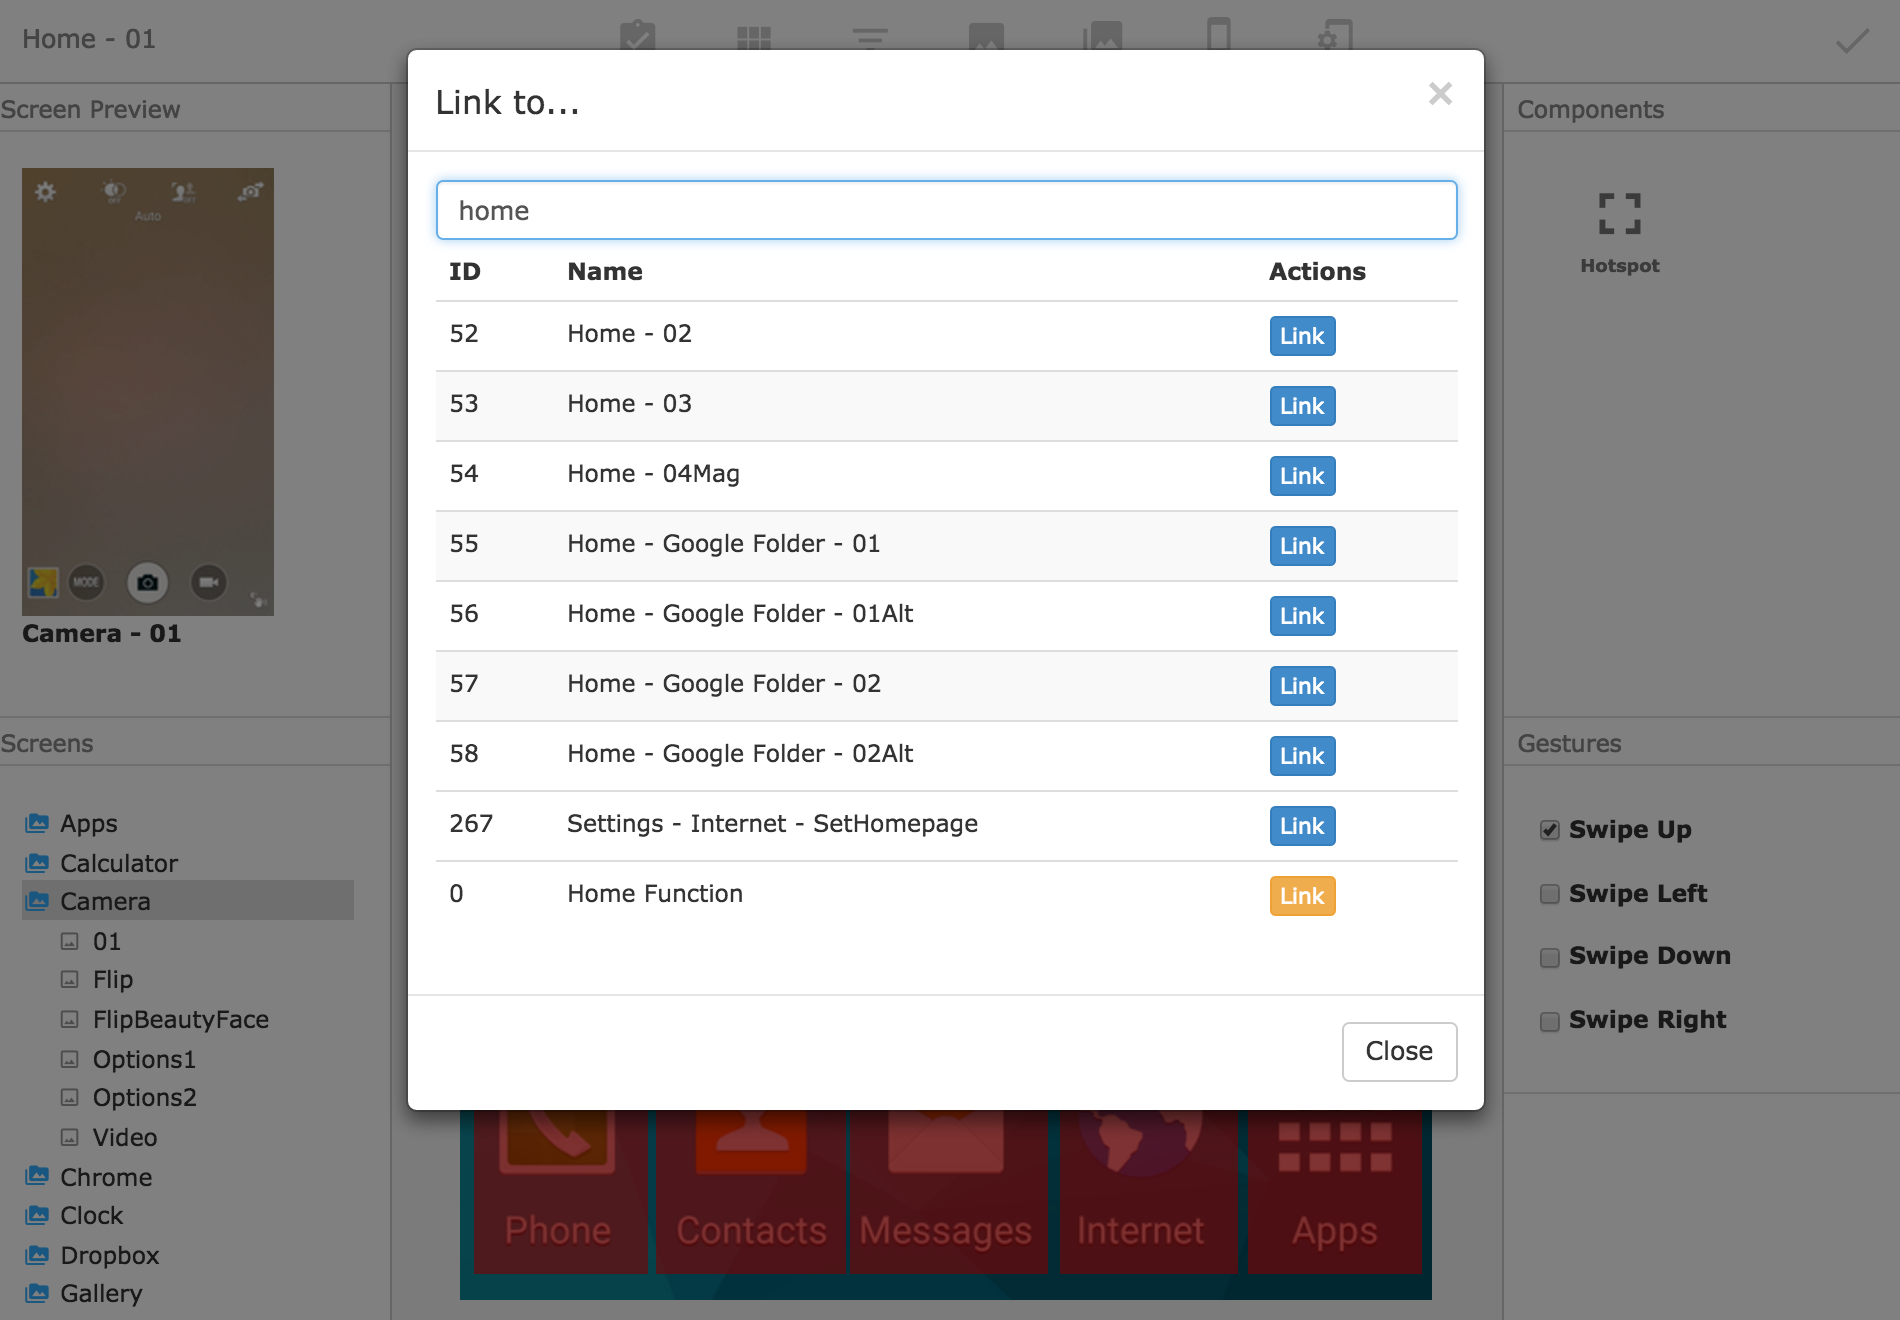 Home - 01
Screen Preview
Auto
OFF
MODE
Camera - 01
Screens
Apps
Calculator
Camera
01
Flip
FlipBeautyFace
Options1
Options2
Video
Chrome
Clock
Dropbox
Gallery
Link to...
×
home
ID Name Actions
52 Home - 02 Link
53 Home - 03 Link
54 Home - 04Mag Link
55 Home - Google Folder - 01 Link
56 Home - Google Folder - 01Alt Link
57 Home - Google Folder - 02 Link
58 Home - Google Folder - 02Alt Link
267 Settings - Internet - SetHomepage Link
0 Home Function Link
Close
Phone Contacts Messages Internet Apps
Components
Hotspot
Gestures
Swipe Up
Swipe Left
Swipe Down
Swipe Right